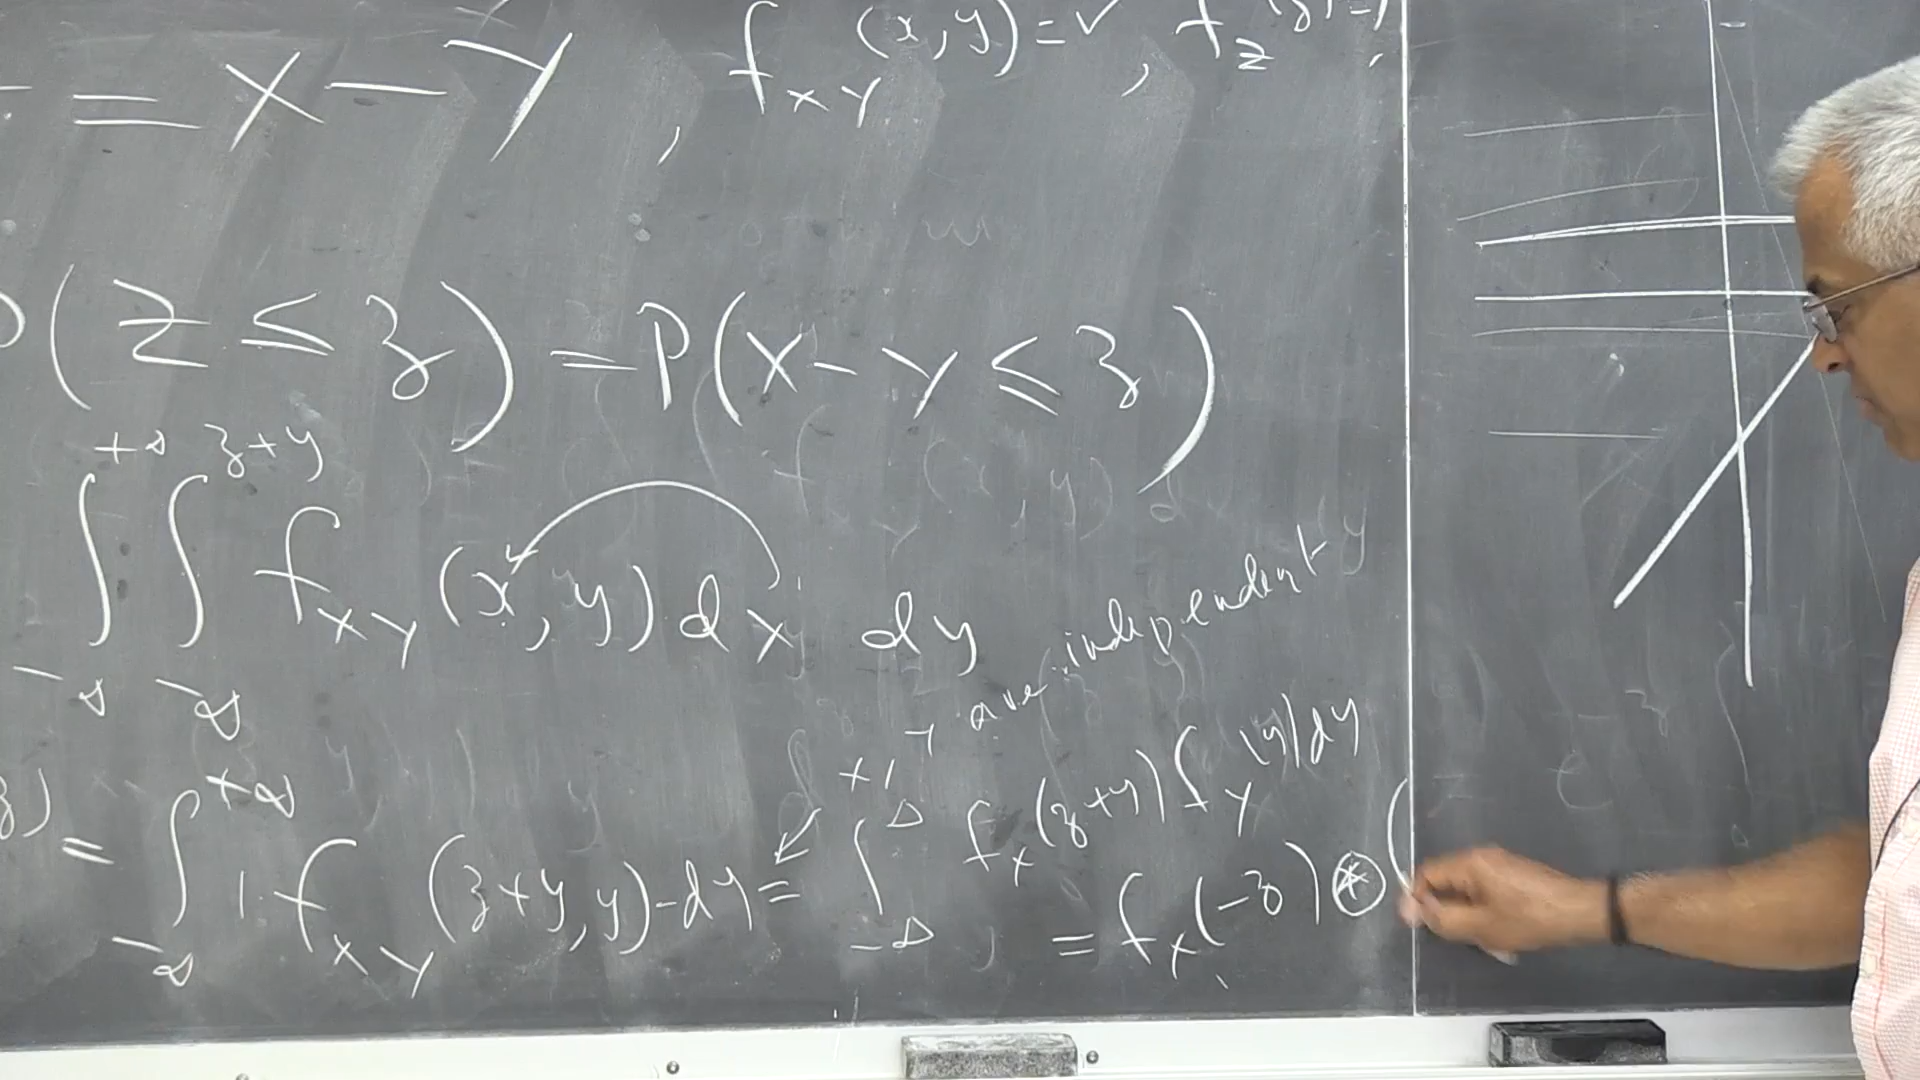 = X - Y , f_XY (x,y) = ✓ , f_Z (z) = ?
P(Z ≤ z) = P(X - Y ≤ z)
∫_{-∞}^{+∞} ∫_{-∞}^{z+y} f_XY (x, y) dx dy
X, Y are independent
z) = ∫_{-∞}^{+∞} 1. f_XY (z+y, y) - dy = ∫_{-∞}^{∞} f_X (z+y) f_Y (y) dy
= f_X (-z) ⊛ (